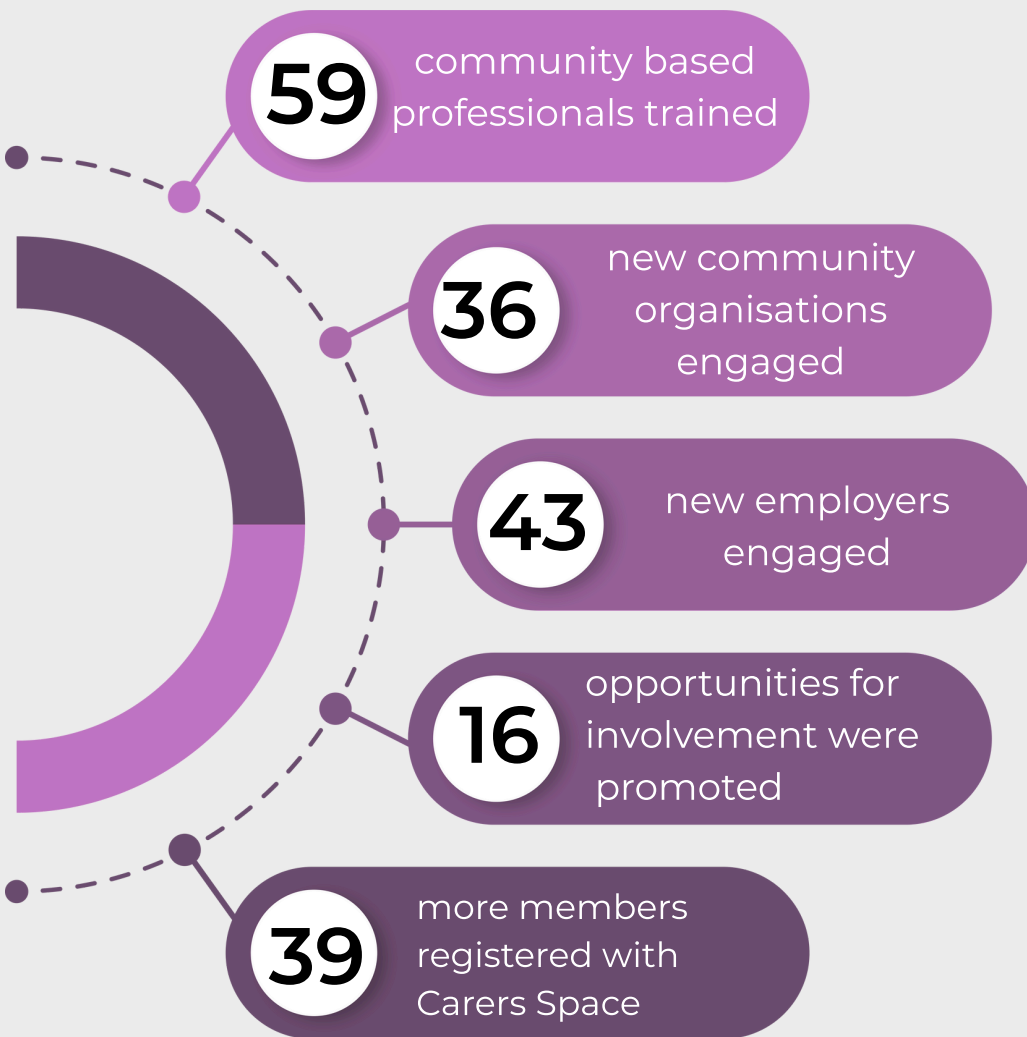 59
community based
professionals trained
36
new community
organisations
engaged
43
new employers
engaged
16
opportunities for
involvement were
promoted
39
more members
registered with
Carers Space